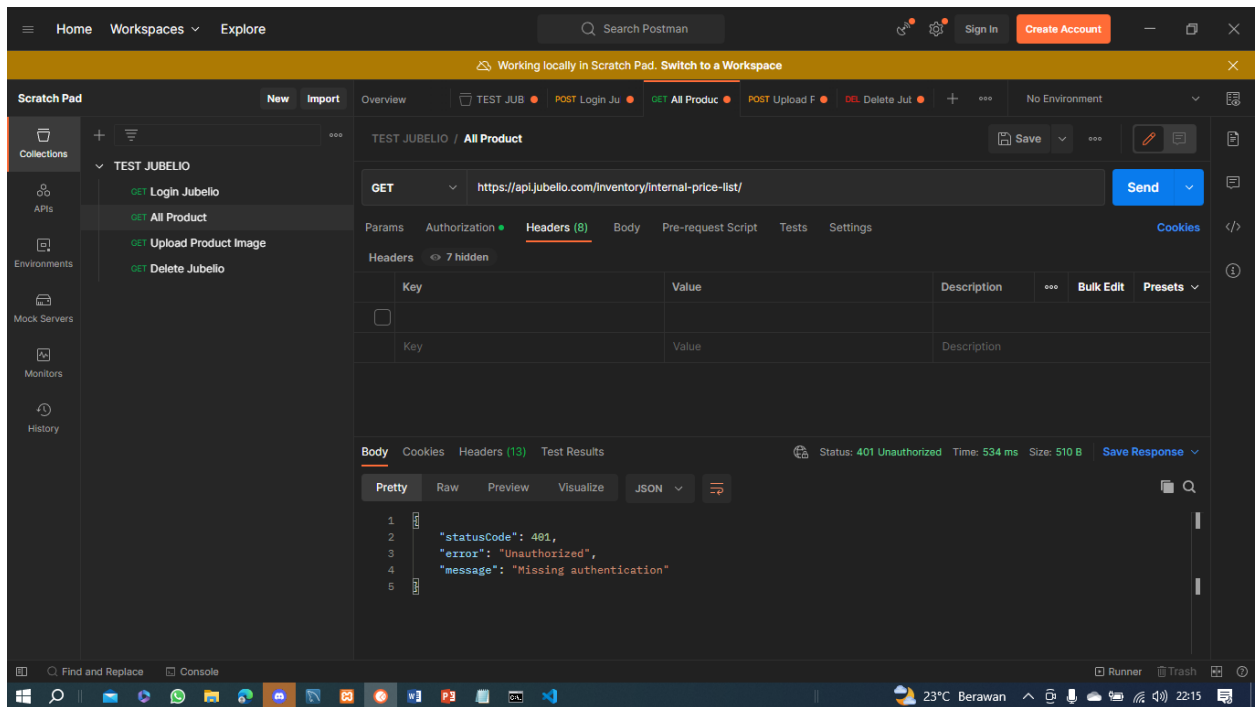 Home Workspaces Explore Search Postman Sign In Create Account
Working locally in Scratch Pad. Switch to a Workspace
Scratch Pad New Import Overview TEST JUB POST Login Ju GET All Produc POST Upload F DEL Delete Jub No Environment
Collections
APIs
Environments
Mock Servers
Monitors
History
TEST JUBELIO
GET Login Jubelio
GET All Product
GET Upload Product Image
GET Delete Jubelio
TEST JUBELIO / All Product Save
GET https://api.jubelio.com/inventory/internal-price-list/ Send
Params Authorization Headers (8) Body Pre-request Script Tests Settings Cookies
Headers 7 hidden
Key Value Description Bulk Edit Presets
Key Value Description
Body Cookies Headers (13) Test Results Status: 401 Unauthorized Time: 534 ms Size: 510 B Save Response
Pretty Raw Preview Visualize JSON
1 {
2 "statusCode": 401,
3 "error": "Unauthorized",
4 "message": "Missing authentication"
5 }
Find and Replace Console Runner Trash
23°C Berawan 22:15